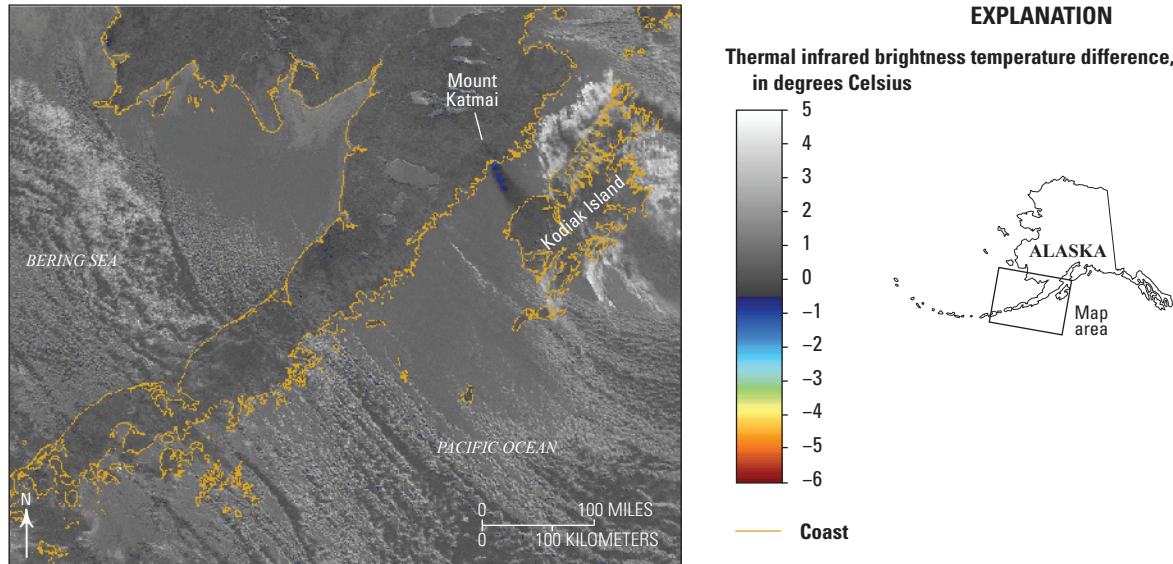 Mount
Katmai
Kodiak Island
BERING SEA
PACIFIC OCEAN
N
0 100 MILES
0 100 KILOMETERS
EXPLANATION
Thermal infrared brightness temperature difference,
in degrees Celsius
5
4
3
2
1
0
−1
−2
−3
−4
−5
−6
Coast
ALASKA
Map
area